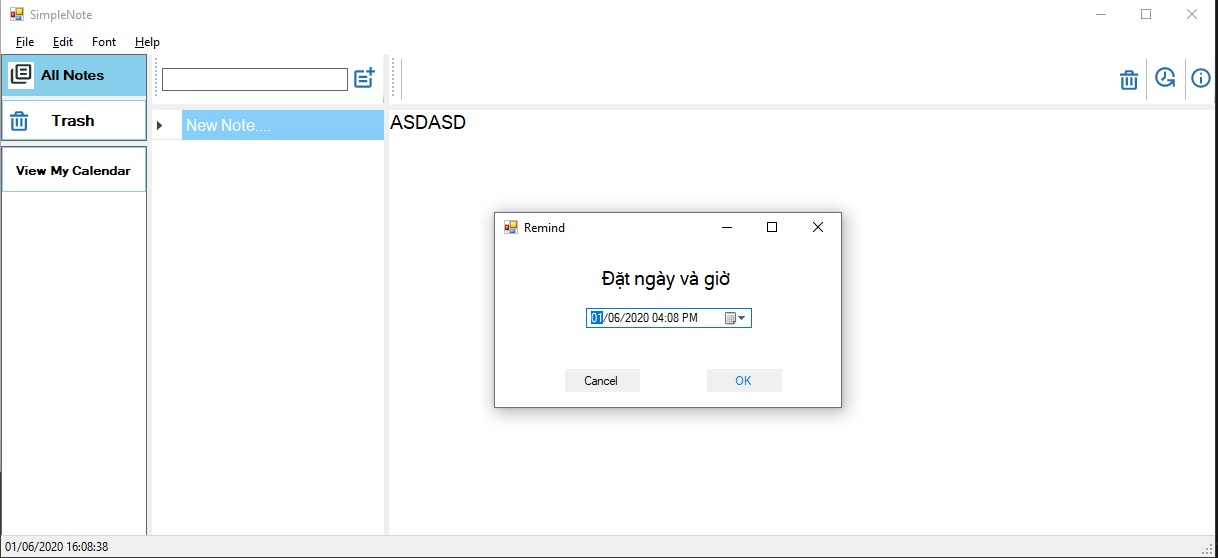 SimpleNote
File Edit Font Help
All Notes
Trash
View My Calendar
New Note....
ASDASD
Remind
Đặt ngày và giờ
01/06/2020 04:08 PM
Cancel OK
01/06/2020 16:08:38